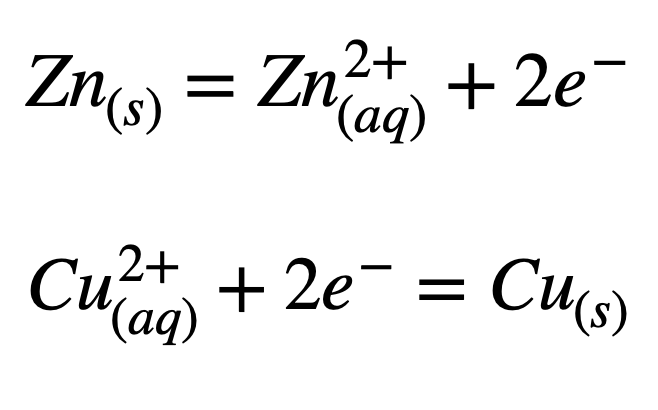 Zn₍ₛ₎ = Zn²⁺₍aq₎ + 2e⁻
Cu²⁺₍aq₎ + 2e⁻ = Cu₍ₛ₎